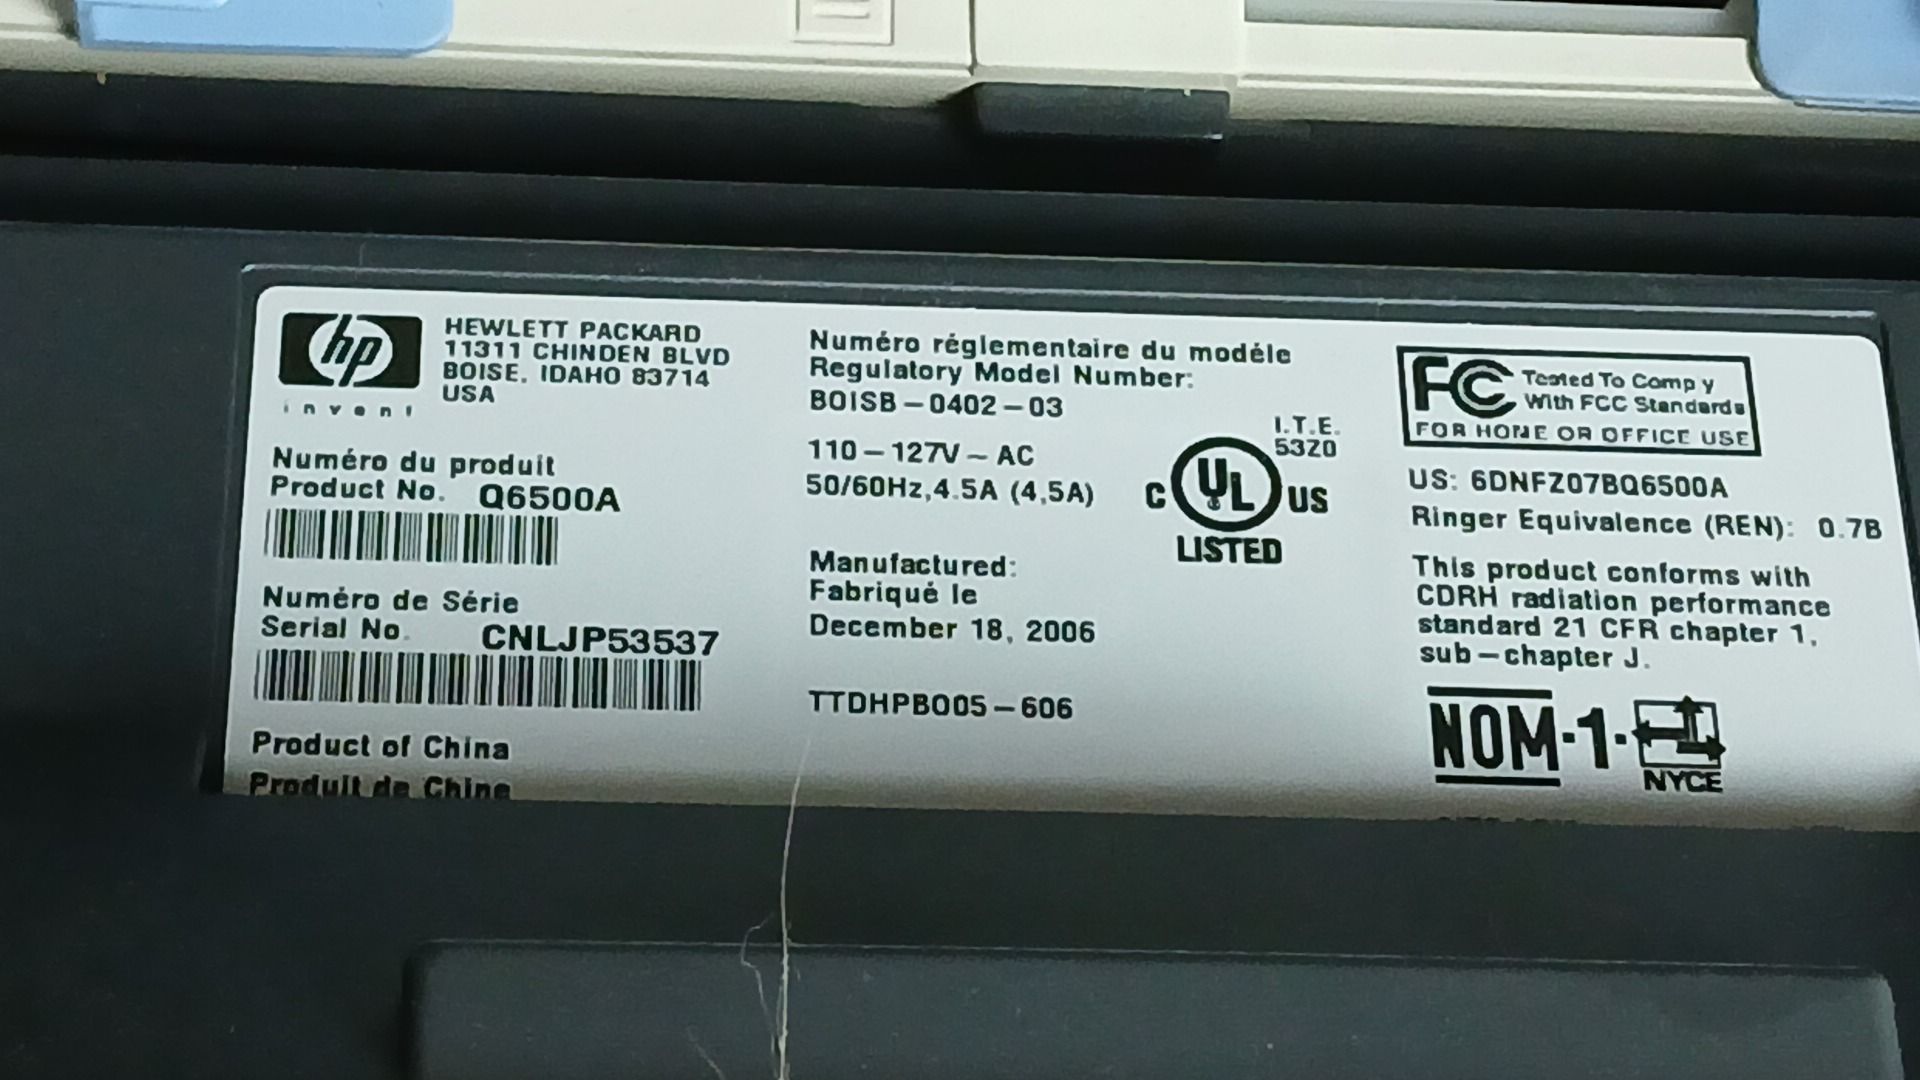 hp
invent
HEWLETT PACKARD
11311 CHINDEN BLVD
BOISE, IDAHO 83714
USA
Numéro du produit
Product No. Q6500A
Numéro de Série
Serial No. CNLJP53537
Product of China
Produit de Chine
Numéro réglementaire du modéle
Regulatory Model Number:
BOISB-0402-03
110-127V~AC
50/60Hz,4.5A (4,5A)
Manufactured:
Fabriqué le
December 18, 2006
TTDHPB005-606
I.T.E.
53Z0
C UL US
LISTED
FC Tested To Comply
With FCC Standards
FOR HOME OR OFFICE USE
US: 6DNFZ07BQ6500A
Ringer Equivalence (REN): 0.7B
This product conforms with
CDRH radiation performance
standard 21 CFR chapter 1,
sub-chapter J.
NOM-1-
NYCE